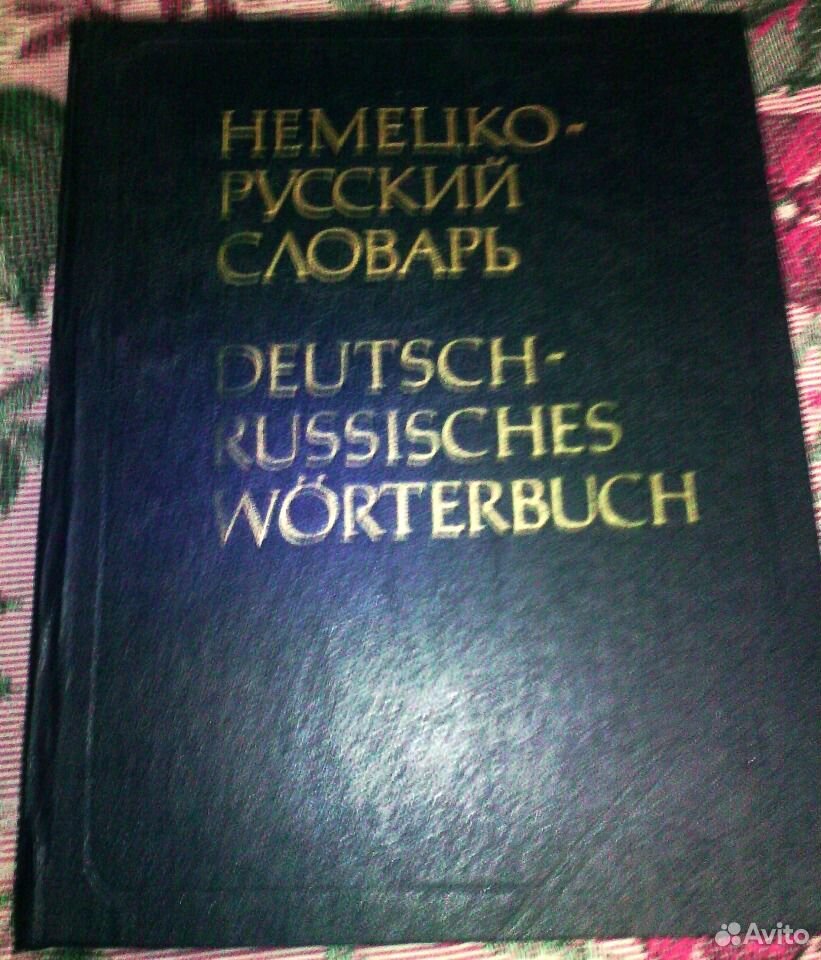 НЕМЕЦКО-
РУССКИЙ
СЛОВАРЬ
DEUTSCH-
RUSSISCHES
WÖRTERBUCH
Avito